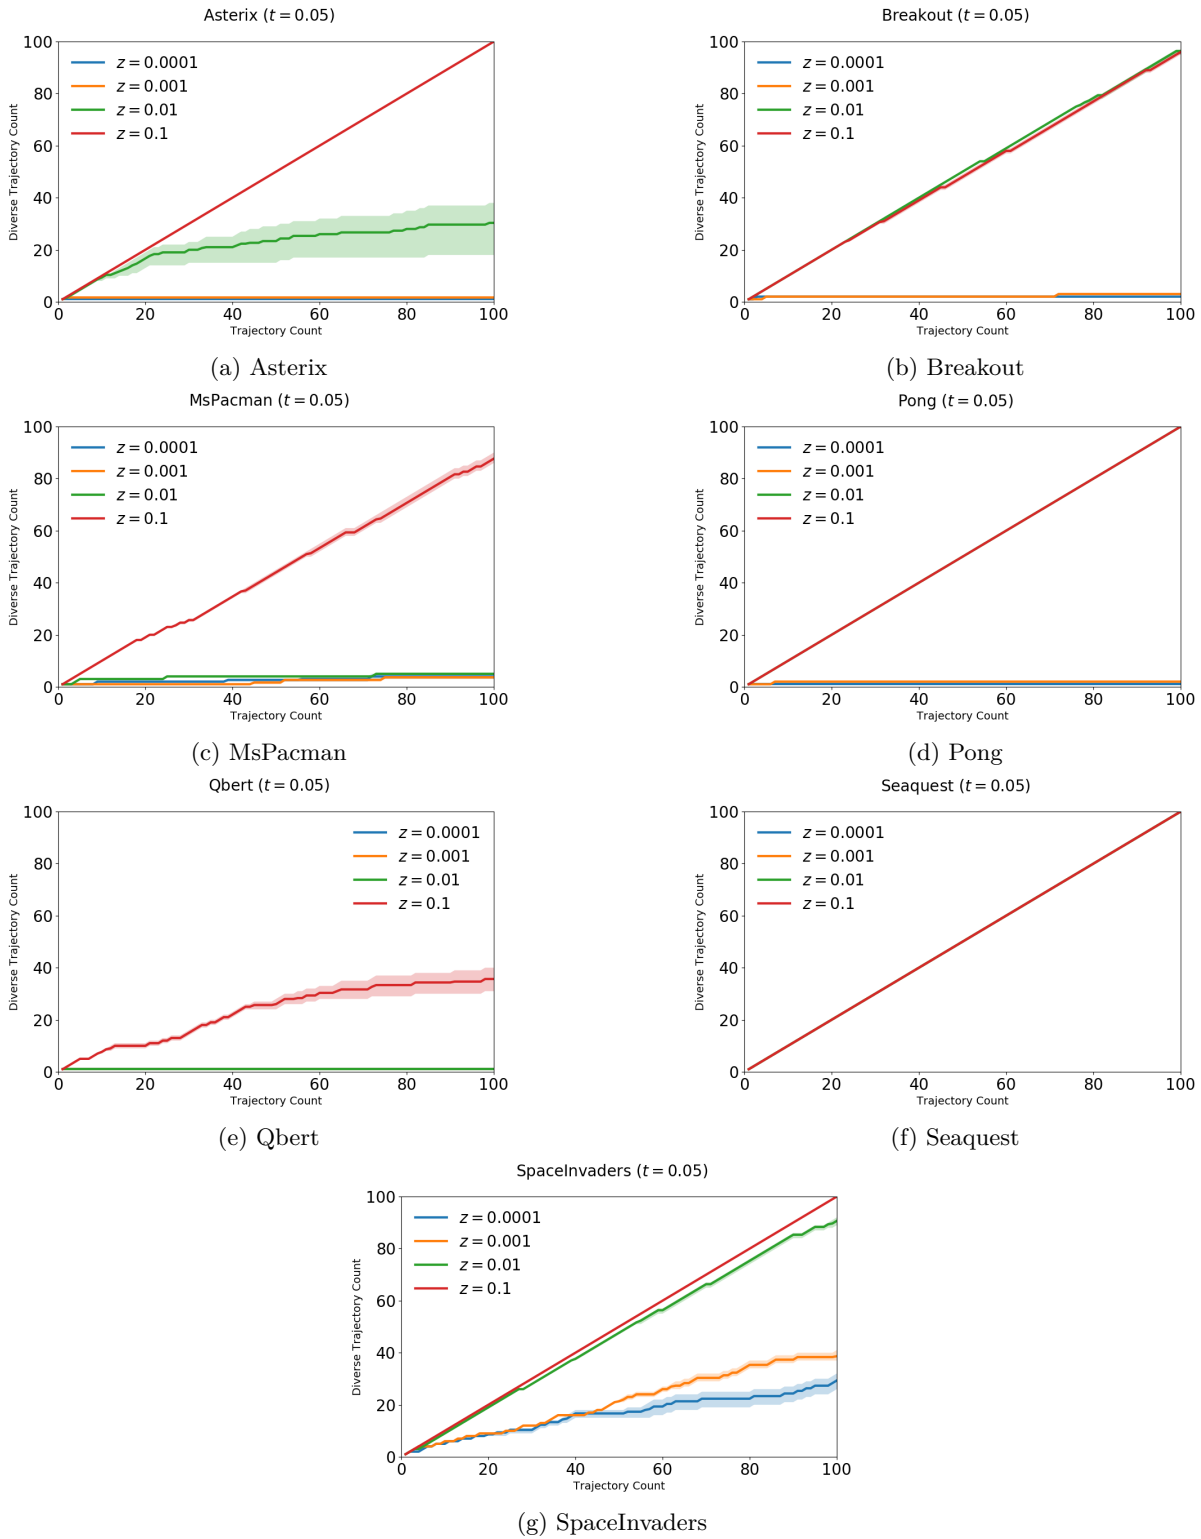 Asterix (t = 0.05)
Breakout (t = 0.05)
100
80
60
40
20
0
Diverse Trajectory Count
z = 0.0001
z = 0.001
z = 0.01
z = 0.1
0 20 40 60 80 100
Trajectory Count
100
80
60
40
20
0
Diverse Trajectory Count
z = 0.0001
z = 0.001
z = 0.01
z = 0.1
0 20 40 60 80 100
Trajectory Count
(a) Asterix
(b) Breakout
MsPacman (t = 0.05)
Pong (t = 0.05)
100
80
60
40
20
0
Diverse Trajectory Count
z = 0.0001
z = 0.001
z = 0.01
z = 0.1
0 20 40 60 80 100
Trajectory Count
100
80
60
40
20
0
Diverse Trajectory Count
z = 0.0001
z = 0.001
z = 0.01
z = 0.1
0 20 40 60 80 100
Trajectory Count
(c) MsPacman
(d) Pong
Qbert (t = 0.05)
Seaquest (t = 0.05)
100
80
60
40
20
0
Diverse Trajectory Count
z = 0.0001
z = 0.001
z = 0.01
z = 0.1
0 20 40 60 80 100
Trajectory Count
100
80
60
40
20
0
Diverse Trajectory Count
z = 0.0001
z = 0.001
z = 0.01
z = 0.1
0 20 40 60 80 100
Trajectory Count
(e) Qbert
(f) Seaquest
SpaceInvaders (t = 0.05)
100
80
60
40
20
0
Diverse Trajectory Count
z = 0.0001
z = 0.001
z = 0.01
z = 0.1
0 20 40 60 80 100
Trajectory Count
(g) SpaceInvaders